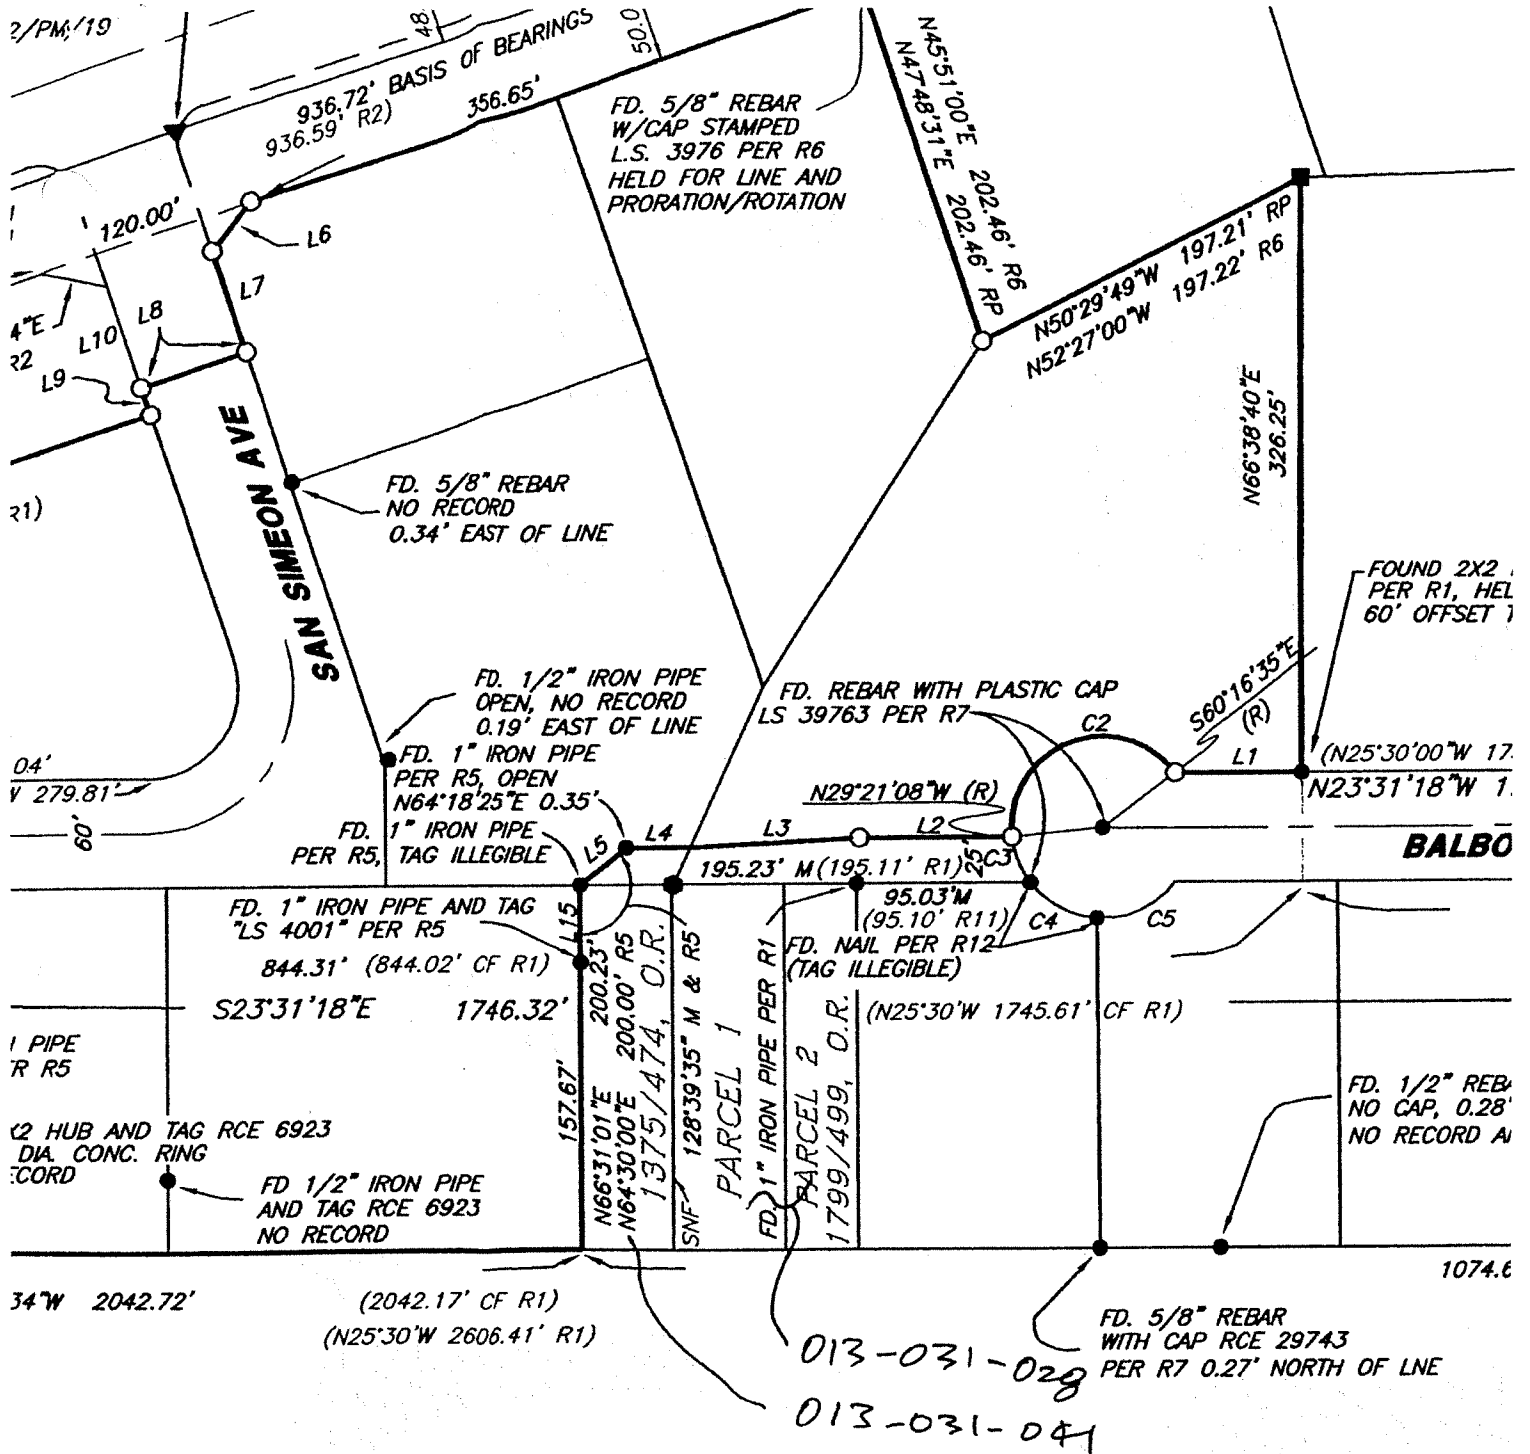 2/PM/19
48.
50.0
936.72' BASIS OF BEARINGS
936.59' R2)
356.65'
FD. 5/8" REBAR
W/CAP STAMPED
L.S. 3976 PER R6
HELD FOR LINE AND
PRORATION/ROTATION
N45°51'00"E 202.46' R6
N47°48'31"E 202.46' RP
120.00'
L6
L7
L8
L10
L9
4"E
R2
N50°29'49"W 197.21' RP
N52°27'00"W 197.22' R6
N66°38'40"E
326.25'
R1)
SAN SIMEON AVE
FD. 5/8" REBAR
NO RECORD
0.34' EAST OF LINE
FOUND 2X2
PER R1, HEL
60' OFFSET T
FD. 1/2" IRON PIPE
OPEN, NO RECORD
0.19' EAST OF LINE
FD. REBAR WITH PLASTIC CAP
LS 39763 PER R7
C2
S60°16'35"E
(R)
L1
(N25°30'00"W 17
N23°31'18"W 1
04'
W 279.81'
60'
FD. 1" IRON PIPE
PER R5, OPEN
N64°18'25"E 0.35'
N29°21'08"W (R)
FD. 1" IRON PIPE
PER R5, TAG ILLEGIBLE
L5
L4
L3
L2
25'
C3
BALBO
195.23' M (195.11' R1)
95.03'M
(95.10' R11)
C4
C5
FD. 1" IRON PIPE AND TAG
"LS 4001" PER R5
L15
FD. NAIL PER R12
(TAG ILLEGIBLE)
844.31' (844.02' CF R1)
S23°31'18"E 1746.32'
(N25°30'W 1745.61' CF R1)
157.67'
N66°31'01"E 200.23'
N64°30'00"E 200.00' R5
1375/474, O.R.
SNF
128°39'35" M & R5
PARCEL 1
FD. 1" IRON PIPE PER R1
PARCEL 2
1799/499, O.R.
PIPE
R R5
X2 HUB AND TAG RCE 6923
DIA. CONC. RING
CORD
FD 1/2" IRON PIPE
AND TAG RCE 6923
NO RECORD
FD. 1/2" REBA
NO CAP, 0.28'
NO RECORD A
34"W 2042.72'
(2042.17' CF R1)
(N25°30'W 2606.41' R1)
1074.6
FD. 5/8" REBAR
WITH CAP RCE 29743
PER R7 0.27' NORTH OF LNE
013-031-028
013-031-041